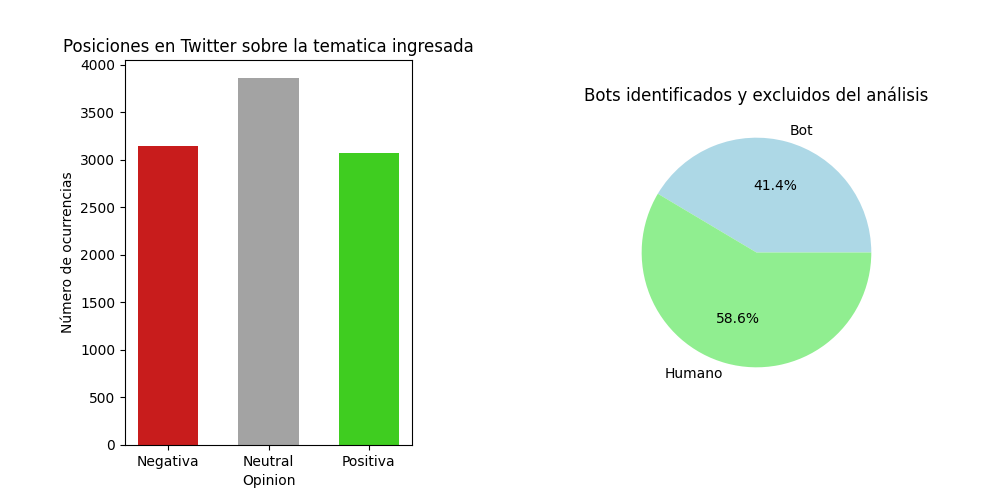 Posiciones en Twitter sobre la tematica ingresada
4000
3500
3000
2500
2000
1500
1000
500
0
Número de ocurrencias
Negativa
Neutral
Positiva
Opinion
Bots identificados y excluidos del análisis
Bot
41.4%
58.6%
Humano